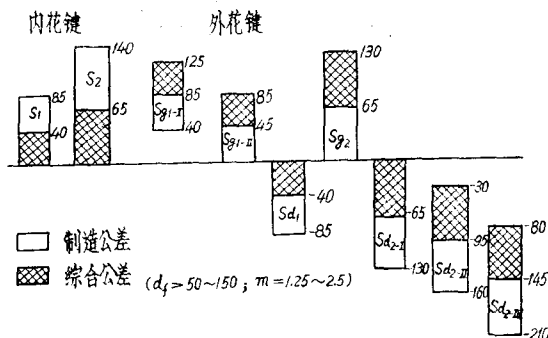 内花键 外花键
S1 85 40
S2 140 65
Sg1-I 125 85 40
Sg1-II 85 45
Sd1 -40 -85
Sg2 130 65
Sd2-I -65 -130
Sd2-II -30 -95 -160
Sd2-III -80 -145 -210
制造公差
综合公差 (df>50~150; m=1.25~2.5)